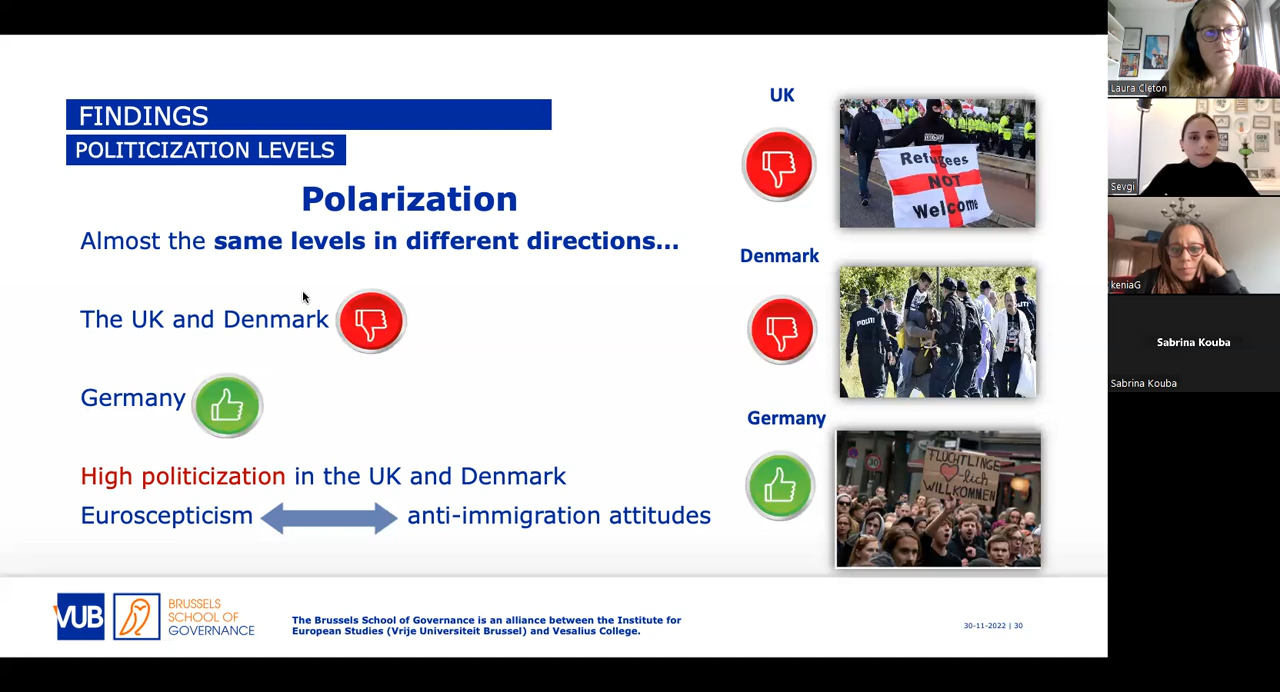 FINDINGS
POLITICIZATION LEVELS
Polarization
Almost the same levels in different directions...
The UK and Denmark
Germany
High politicization in the UK and Denmark
Euroscepticism anti-immigration attitudes
UK
Refugees
NOT
Welcome
Denmark
POLITI
POLITI
Germany
30
FLÜCHTLINGE
-lich
WILLKOMMEN
VUB
BRUSSELS
SCHOOL OF
GOVERNANCE
The Brussels School of Governance is an alliance between the Institute for
European Studies (Vrije Universiteit Brussel) and Vesalius College.
30-11-2022 | 30
Laura Cleton
Sevgi
keniaG
Sabrina Kouba
Sabrina Kouba